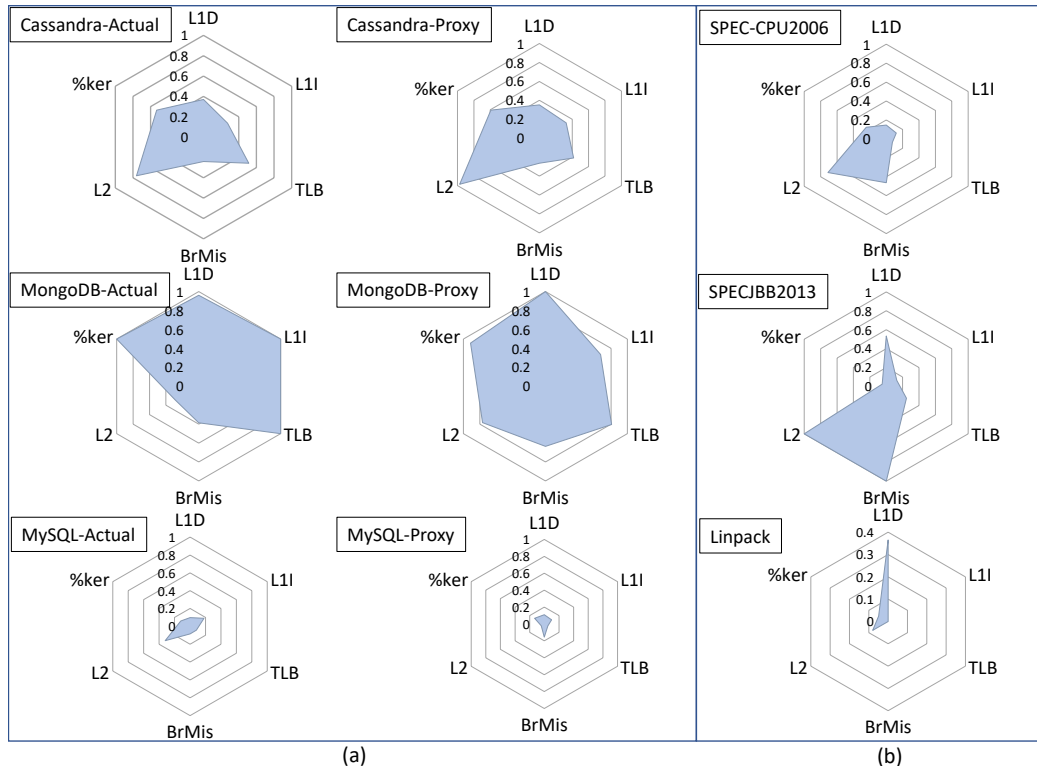 Cassandra-Actual
L1D
1
0.8
0.6
0.4
0.2
0
L1I
TLB
BrMis
L2
%ker
Cassandra-Proxy
L1D
1
0.8
0.6
0.4
0.2
0
L1I
TLB
BrMis
L2
%ker
SPEC-CPU2006
L1D
1
0.8
0.6
0.4
0.2
0
L1I
TLB
BrMis
L2
%ker
MongoDB-Actual
L1D
1
0.8
0.6
0.4
0.2
0
L1I
TLB
BrMis
L2
%ker
MongoDB-Proxy
L1D
1
0.8
0.6
0.4
0.2
0
L1I
TLB
BrMis
L2
%ker
SPECJBB2013
L1D
1
0.8
0.6
0.4
0.2
0
L1I
TLB
BrMis
L2
%ker
MySQL-Actual
L1D
1
0.8
0.6
0.4
0.2
0
L1I
TLB
BrMis
L2
%ker
MySQL-Proxy
L1D
1
0.8
0.6
0.4
0.2
0
L1I
TLB
BrMis
L2
%ker
Linpack
L1D
0.4
0.3
0.2
0.1
0
L1I
TLB
BrMis
L2
%ker
(a)
(b)